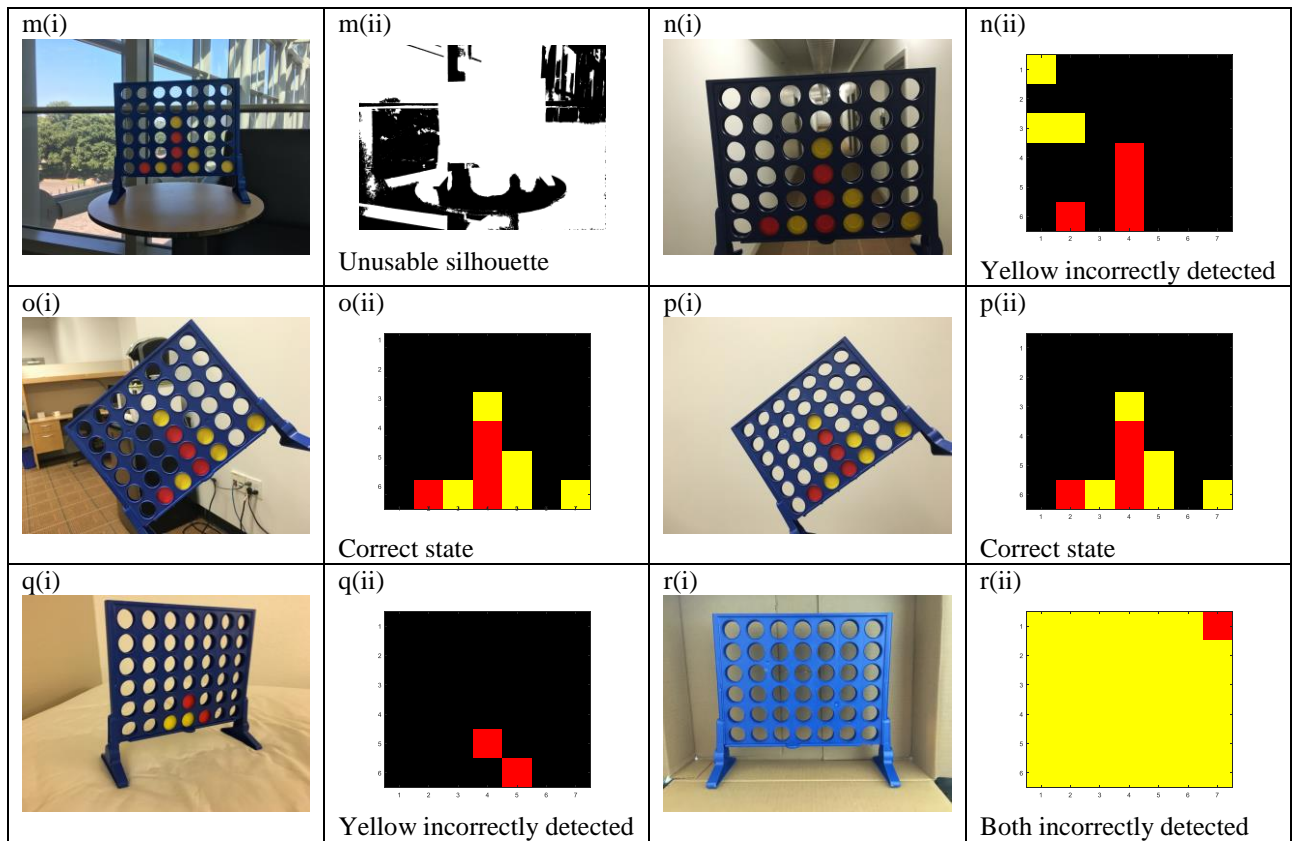 m(i)
m(ii)
Unusable silhouette
n(i)
n(ii)
1
2
3
4
5
6
1 2 3 4 5 6 7
Yellow incorrectly detected
o(i)
o(ii)
1
2
3
4
5
6
Correct state
p(i)
p(ii)
1
2
3
4
5
6
1 2 3 4 5 6 7
Correct state
q(i)
q(ii)
1
2
3
4
5
6
1 2 3 4 5 6 7
Yellow incorrectly detected
r(i)
r(ii)
1
2
3
4
5
6
1 2 3 4 5 6 7
Both incorrectly detected